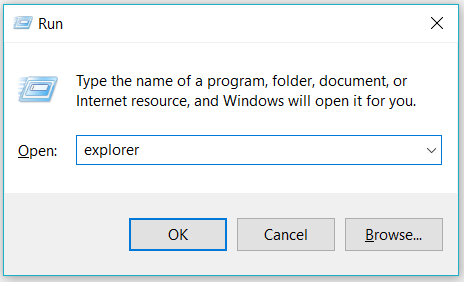 Run
Type the name of a program, folder, document, or
Internet resource, and Windows will open it for you.
Open: explorer
OK Cancel Browse...